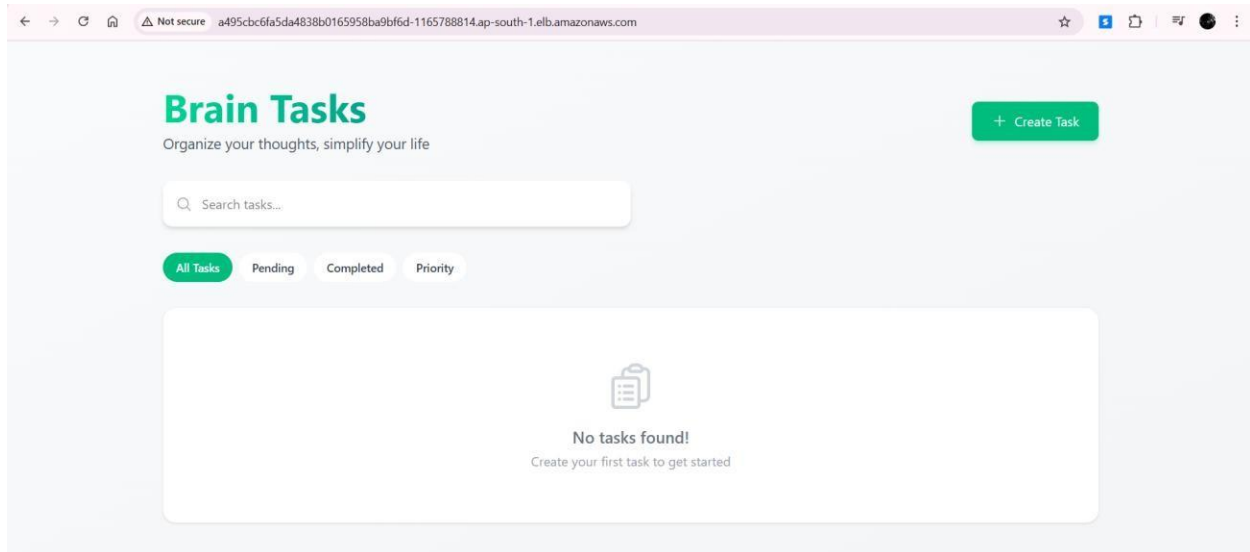 Not secure a495cbc6fa5da4838b0165958ba9bf6d-1165788814.ap-south-1.elb.amazonaws.com
Brain Tasks
Organize your thoughts, simplify your life
+ Create Task
Search tasks...
All Tasks Pending Completed Priority
No tasks found!
Create your first task to get started